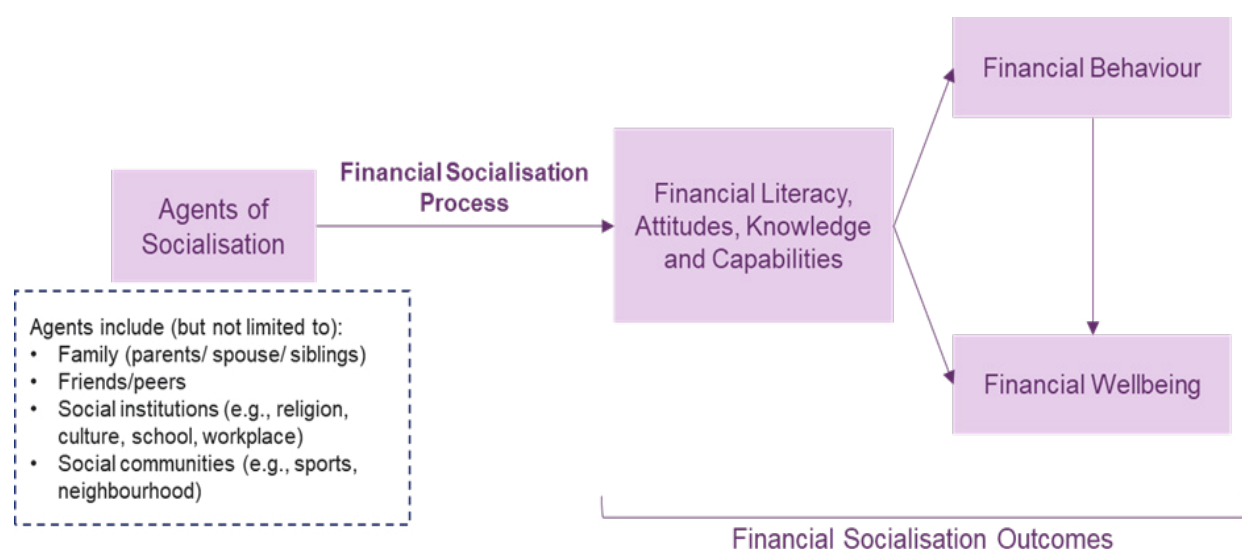 Financial Behaviour
Financial Socialisation
Process
Agents of
Socialisation
Financial Literacy,
Attitudes, Knowledge
and Capabilities
Agents include (but not limited to):
• Family (parents/ spouse/ siblings)
• Friends/peers
• Social institutions (e.g., religion,
culture, school, workplace)
• Social communities (e.g., sports,
neighbourhood)
Financial Wellbeing
Financial Socialisation Outcomes